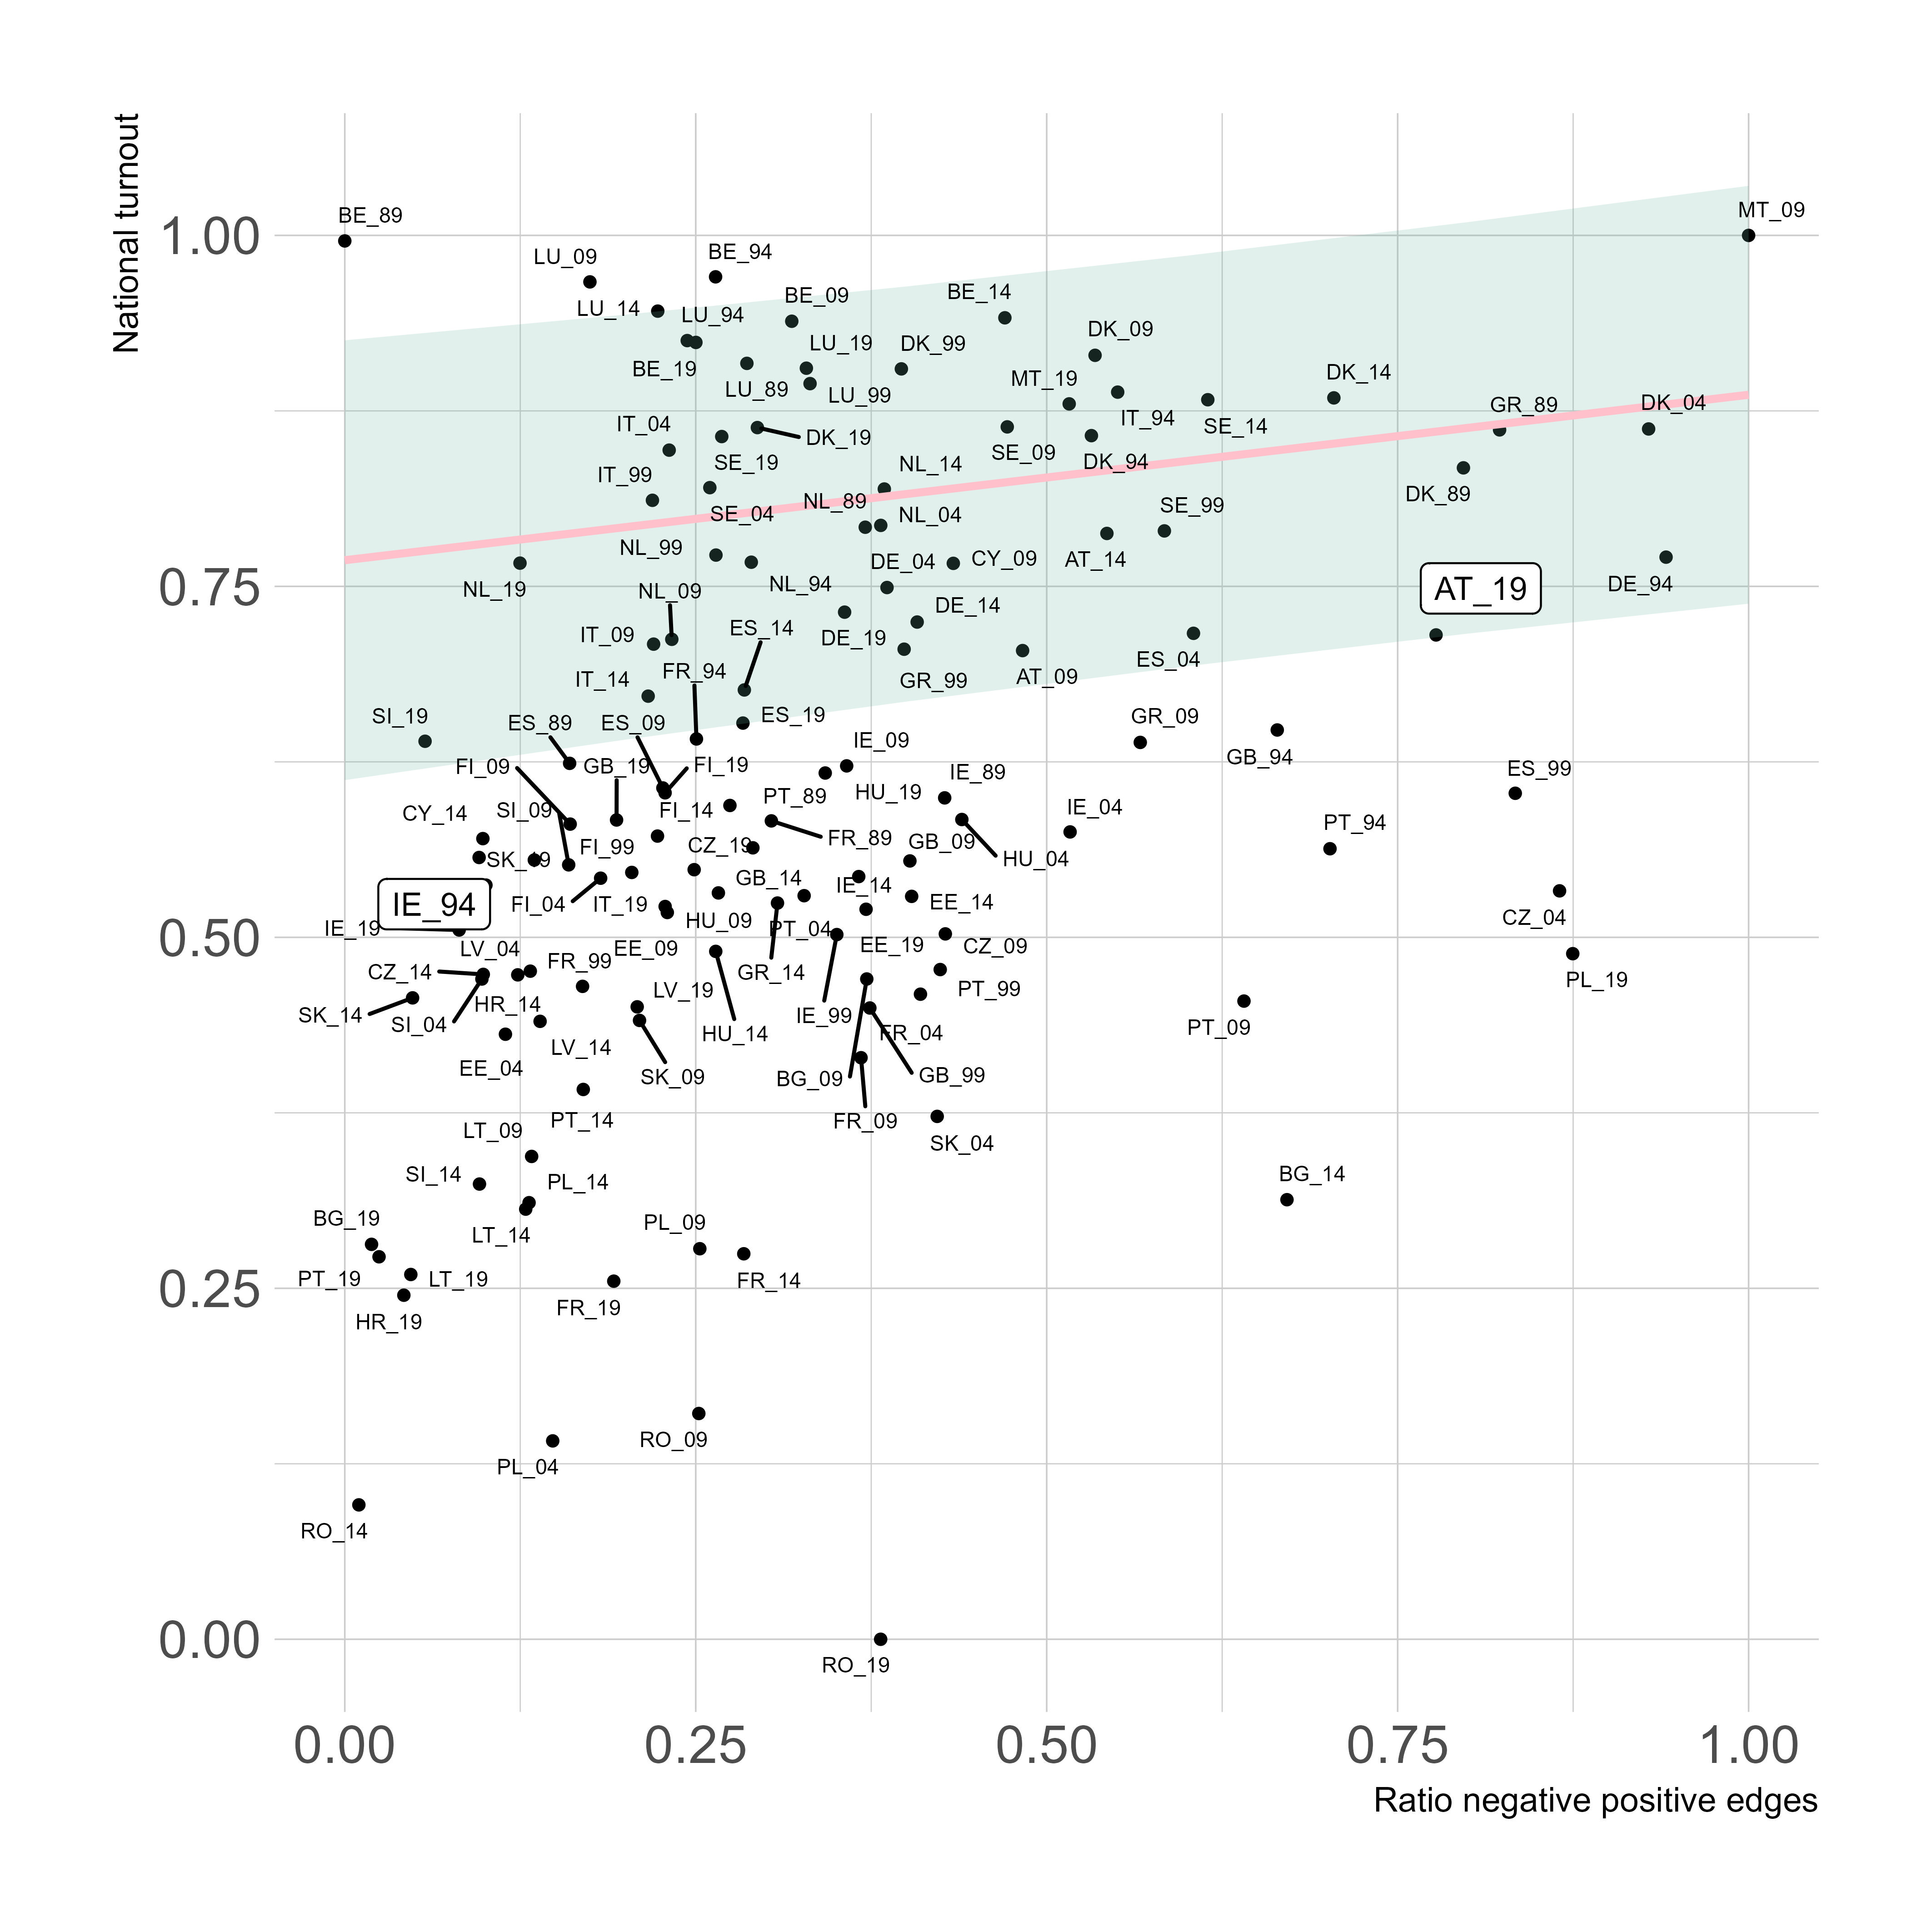 National turnout
1.00
0.75
0.50
0.25
0.00
BE_89
MT_09
LU_09
BE_94
LU_14
LU_94
BE_09
BE_14
BE_19
LU_89
LU_19
LU_99
DK_99
DK_09
MT_19
IT_94
DK_14
SE_14
GR_89
DK_04
IT_04
SE_19
DK_19
SE_09
DK_94
IT_99
SE_04
NL_14
NL_89
NL_04
SE_99
DK_89
NL_99
NL_94
DE_04
CY_09
AT_14
NL_19
NL_09
DE_14
AT_19
DE_94
IT_09
ES_14
DE_19
FR_94
GR_99
AT_09
ES_04
IT_14
SI_19
ES_89
ES_09
ES_19
GR_09
GB_94
FI_09
GB_19
FI_19
IE_09
HU_19
IE_89
ES_99
CY_14
SI_09
FI_14
PT_89
IE_04
PT_94
FR_89
SK_19
FI_99
CZ_19
GB_09
HU_04
GB_14
IE_14
IE_94
FI_04
IT_19
EE_14
CZ_04
IE_19
HU_09
PT_04
LV_04
EE_09
EE_19
CZ_09
CZ_14
FR_99
GR_14
PL_19
SK_14
SI_04
HR_14
LV_19
IE_99
PT_99
HU_14
FR_04
PT_09
EE_04
LV_14
SK_09
BG_09
GB_99
PT_14
FR_09
LT_09
SK_04
SI_14
PL_14
BG_14
BG_19
LT_14
PL_09
PT_19
LT_19
FR_14
HR_19
FR_19
RO_09
PL_04
RO_14
RO_19
0.00
0.25
0.50
0.75
1.00
Ratio negative positive edges